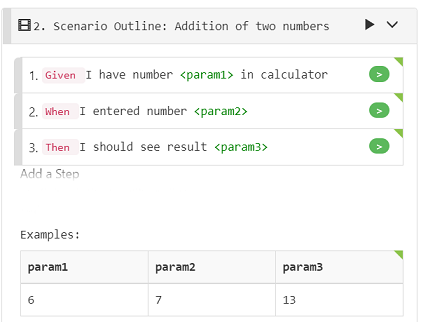 2. Scenario Outline: Addition of two numbers
1. Given I have number <param1> in calculator >
2. When I entered number <param2> >
3. Then I should see result <param3> >
Add a Step
Examples:
param1 param2 param3
6 7 13